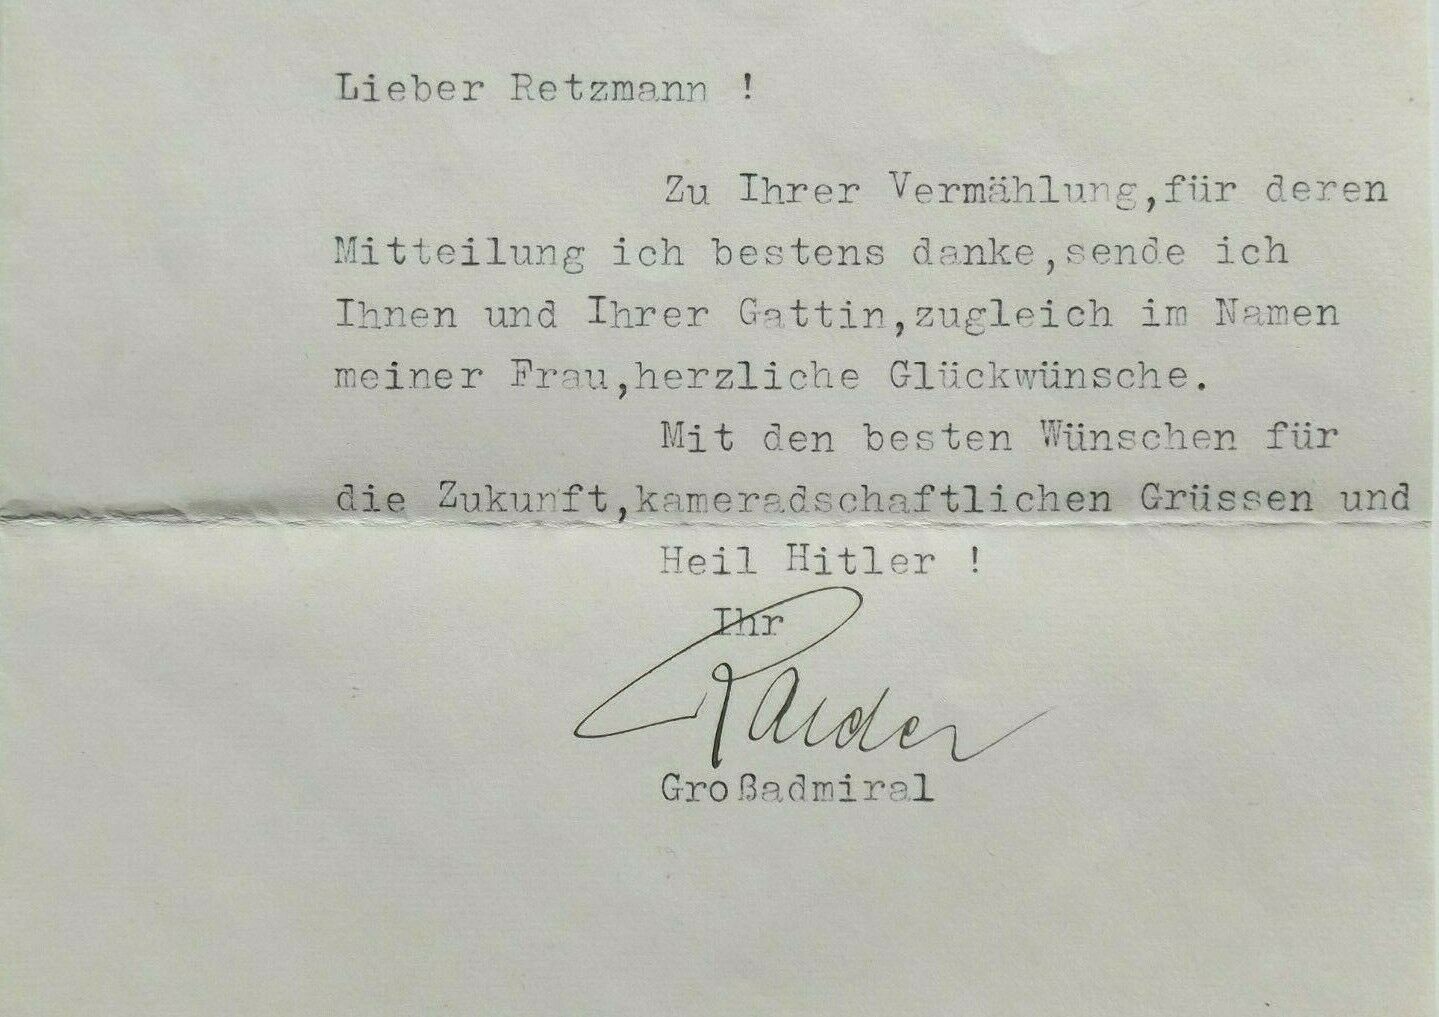 Lieber Retzmann !
Zu Ihrer Vermählung,für deren
Mitteilung ich bestens danke,sende ich
Ihnen und Ihrer Gattin,zugleich im Namen
meiner Frau,herzliche Glückwünsche.
Mit den besten Wünschen für
die Zukunft,kameradschaftlichen Grüssen und
Heil Hitler !
Ihr
Raeder
Großadmiral